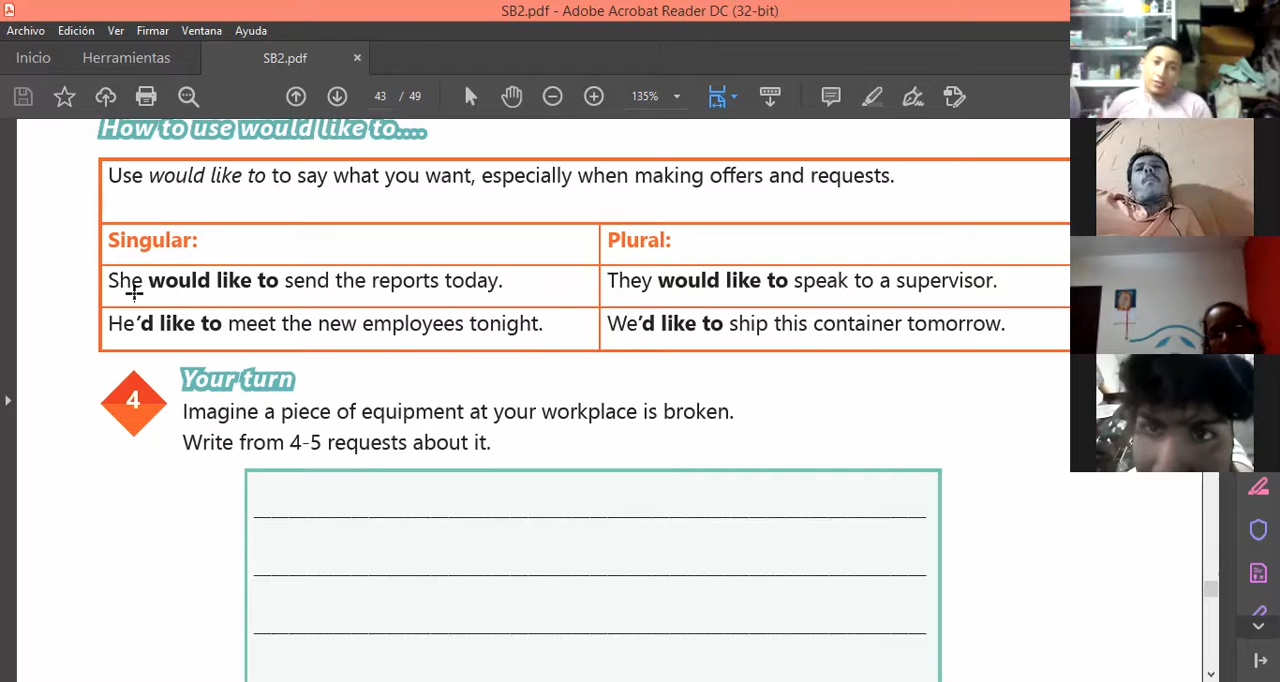 SB2.pdf - Adobe Acrobat Reader DC (32-bit)
Archivo Edición Ver Firmar Ventana Ayuda
Inicio Herramientas SB2.pdf ×
43 / 49 135%
How to use would like to....
Use would like to to say what you want, especially when making offers and requests.
Singular: Plural:
She would like to send the reports today. They would like to speak to a supervisor.
He'd like to meet the new employees tonight. We'd like to ship this container tomorrow.
4 Your turn
Imagine a piece of equipment at your workplace is broken.
Write from 4-5 requests about it.